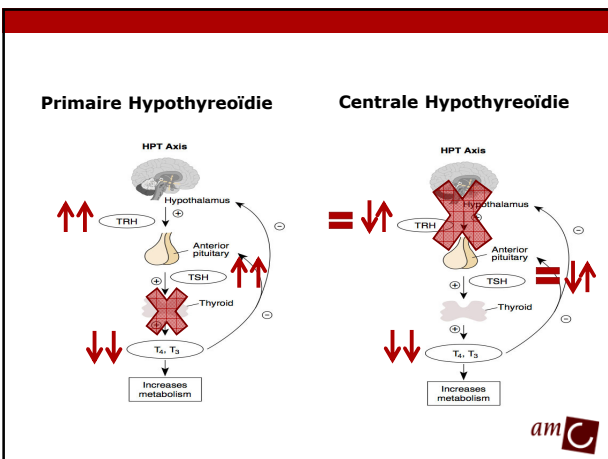 Primaire Hypothyreoïdie
HPT Axis
Hypothalamus
TRH
Anterior
pituitary
TSH
Thyroid
T4, T3
Increases
metabolism
Centrale Hypothyreoïdie
HPT Axis
Hypothalamus
TRH
Anterior
pituitary
TSH
Thyroid
T4, T3
Increases
metabolism
amC